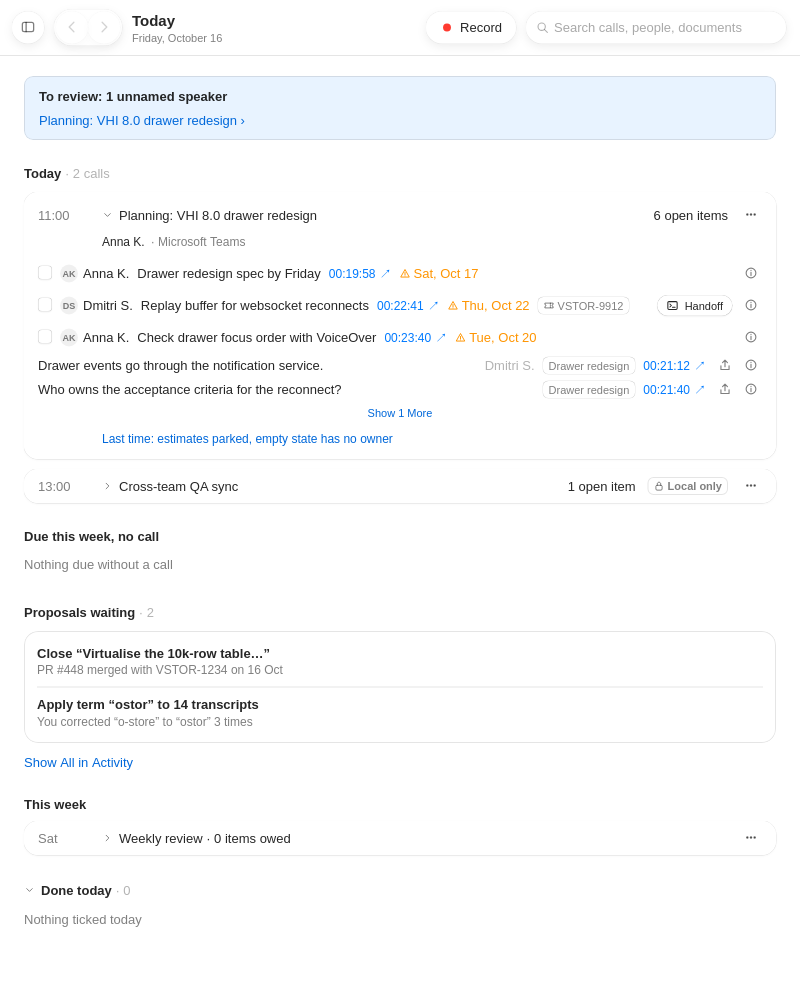 Today
Friday, October 16
Record
Search calls, people, documents
To review: 1 unnamed speaker
Planning: VHI 8.0 drawer redesign ›
Today · 2 calls
11:00 Planning: VHI 8.0 drawer redesign 6 open items
Anna K. · Microsoft Teams
AK Anna K. Drawer redesign spec by Friday 00:19:58 Sat, Oct 17
DS Dmitri S. Replay buffer for websocket reconnects 00:22:41 Thu, Oct 22 VSTOR-9912 Handoff
AK Anna K. Check drawer focus order with VoiceOver 00:23:40 Tue, Oct 20
Drawer events go through the notification service. Dmitri S. Drawer redesign 00:21:12
Who owns the acceptance criteria for the reconnect? Drawer redesign 00:21:40
Show 1 More
Last time: estimates parked, empty state has no owner
13:00 Cross-team QA sync 1 open item Local only
Due this week, no call
Nothing due without a call
Proposals waiting · 2
Close “Virtualise the 10k-row table…”
PR #448 merged with VSTOR-1234 on 16 Oct
Apply term “ostor” to 14 transcripts
You corrected “o-store” to “ostor” 3 times
Show All in Activity
This week
Sat Weekly review · 0 items owed
Done today · 0
Nothing ticked today